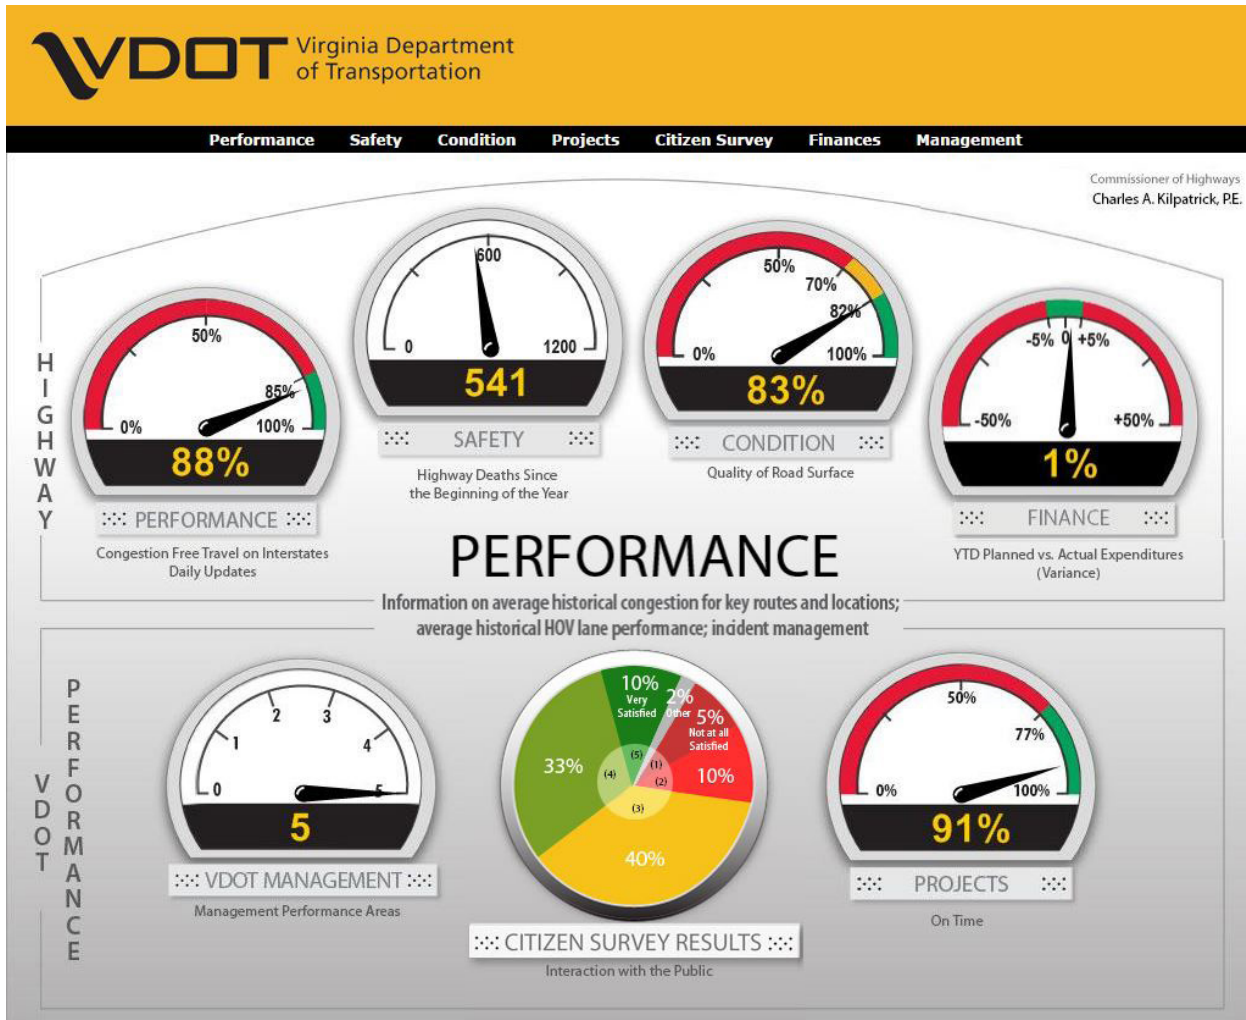 VDOT
Virginia Department
of Transportation
Performance Safety Condition Projects Citizen Survey Finances Management
Commissioner of Highways
Charles A. Kilpatrick, P.E.
HIGHWAY
0%
50%
85%
100%
88%
PERFORMANCE
Congestion Free Travel on Interstates
Daily Updates
0
600
1200
541
SAFETY
Highway Deaths Since
the Beginning of the Year
0%
50%
70%
82%
100%
83%
CONDITION
Quality of Road Surface
-50%
-5%
0
+5%
+50%
1%
FINANCE
YTD Planned vs. Actual Expenditures
(Variance)
PERFORMANCE
Information on average historical congestion for key routes and locations;
average historical HOV lane performance; incident management
VDOT
PERFORMANCE
0
1
2
3
4
5
5
VDOT MANAGEMENT
Management Performance Areas
10%
Very
Satisfied
2%
Other
5%
Not at all
Satisfied
10%
40%
33%
(5)
(1)
(2)
(3)
(4)
CITIZEN SURVEY RESULTS
Interaction with the Public
0%
50%
77%
100%
91%
PROJECTS
On Time